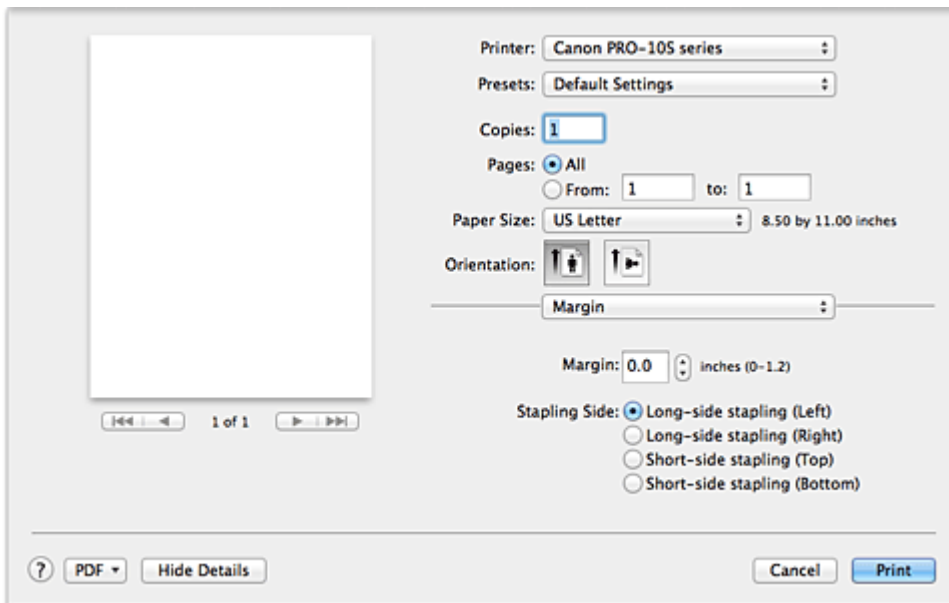 Printer: Canon PRO-10S series
Presets: Default Settings
Copies: 1
Pages: All
From: 1 to: 1
Paper Size: US Letter 8.50 by 11.00 inches
Orientation:
Margin
Margin: 0.0 inches (0-1.2)
1 of 1
Stapling Side: Long-side stapling (Left)
Long-side stapling (Right)
Short-side stapling (Top)
Short-side stapling (Bottom)
? PDF Hide Details Cancel Print